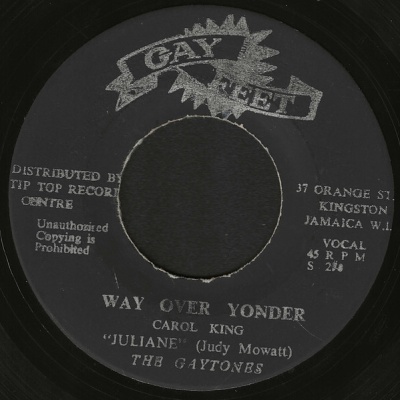 GAY
FEET
DISTRIBUTED BY
TIP TOP RECORD
CENTRE
Unauthorized
Copying is
Prohibited
37 ORANGE ST.
KINGSTON
JAMAICA W.I.
VOCAL
45 R P M
S 278
WAY OVER YONDER
CAROL KING
"JULIANE" (Judy Mowatt)
THE GAYTONES